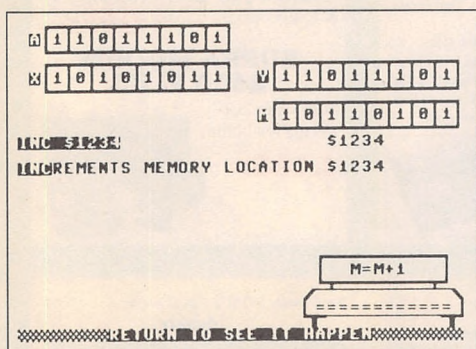 A 1 1 0 1 1 1 0 1
X 1 0 1 0 1 0 1 1 Y 1 1 0 1 1 1 0 1
M 1 0 1 1 0 1 0 1
INC $1234 $1234
INCREMENTS MEMORY LOCATION $1234
M=M+1
RETURN TO SEE IT HAPPEN